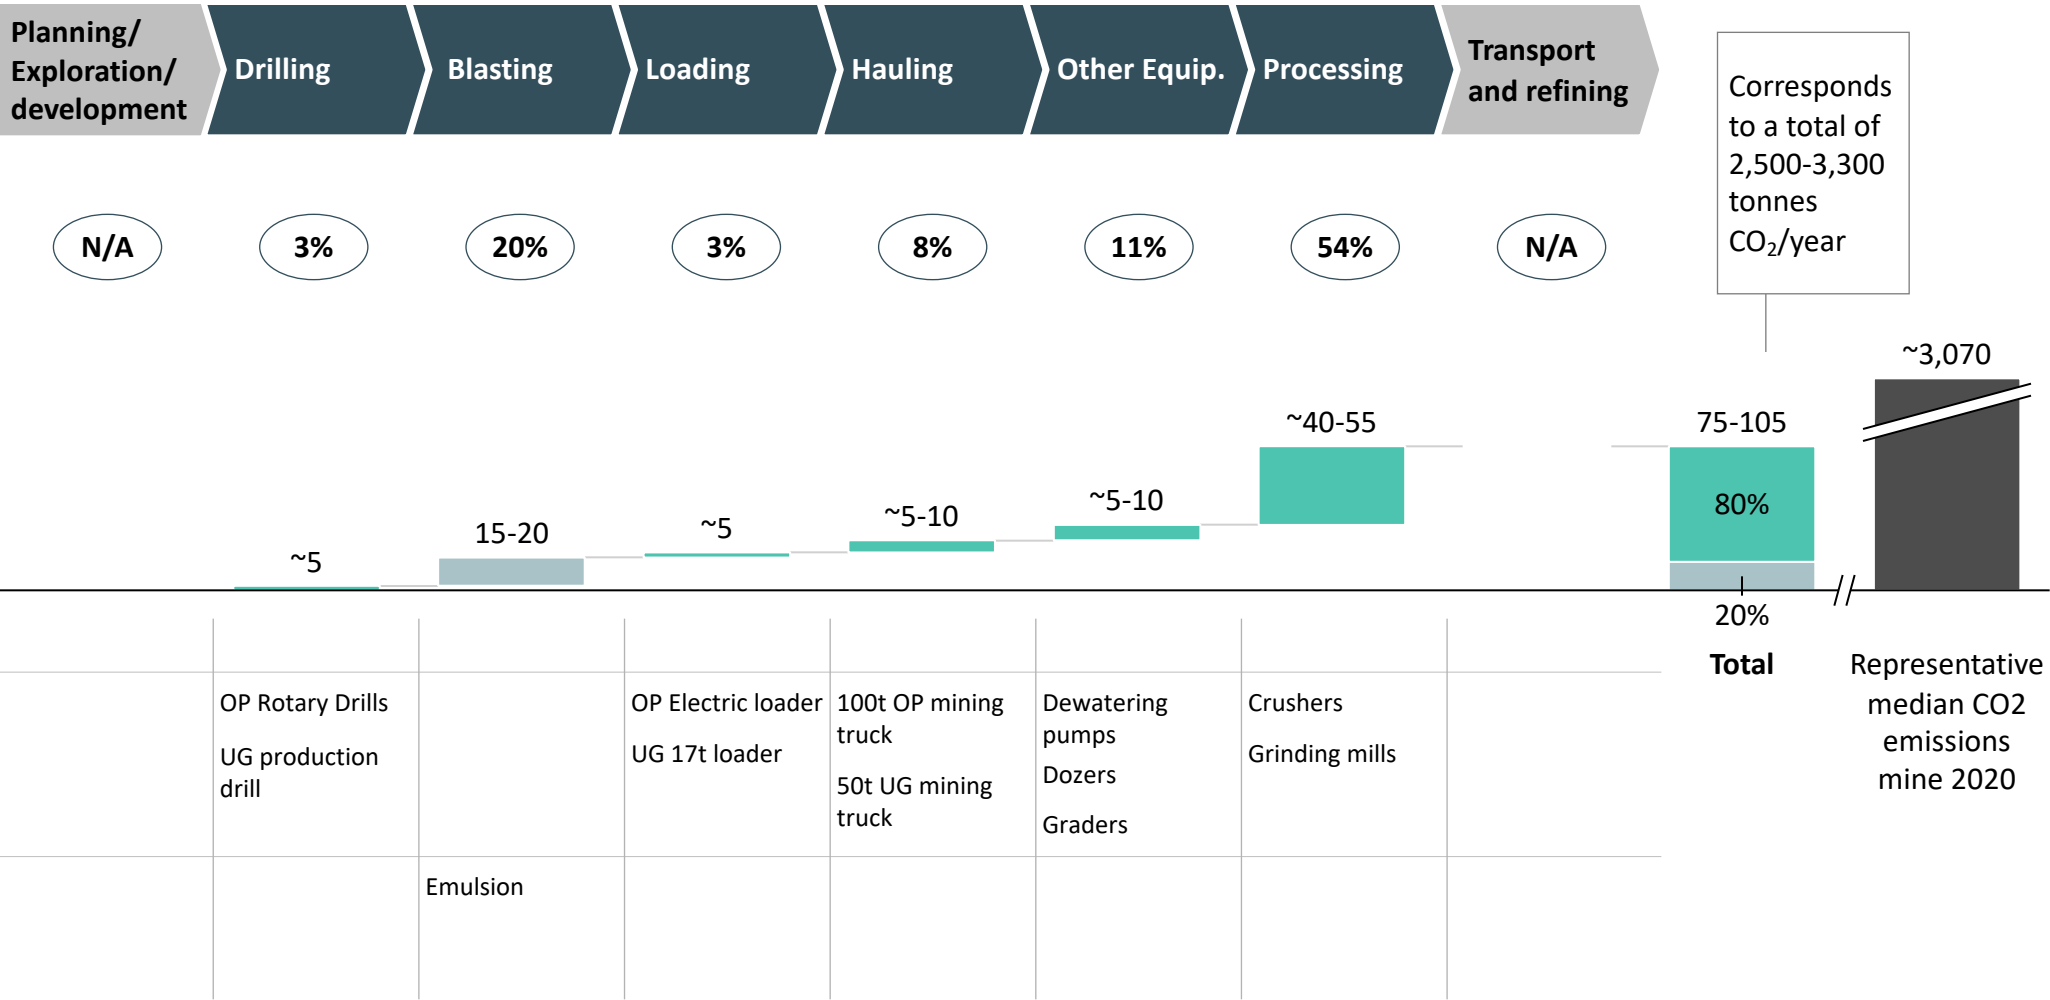 Planning/
Exploration/
development
Drilling
Blasting
Loading
Hauling
Other Equip.
Processing
Transport
and refining
Corresponds
to a total of
2,500-3,300
tonnes
CO₂/year
N/A
3%
20%
3%
8%
11%
54%
N/A
~5
15-20
~5
~5-10
~5-10
~40-55
75-105
~3,070
80%
20%
Total
Representative
median CO2
emissions
mine 2020
OP Rotary Drills
UG production
drill
OP Electric loader
UG 17t loader
100t OP mining
truck
50t UG mining
truck
Dewatering
pumps
Dozers
Graders
Crushers
Grinding mills
Emulsion